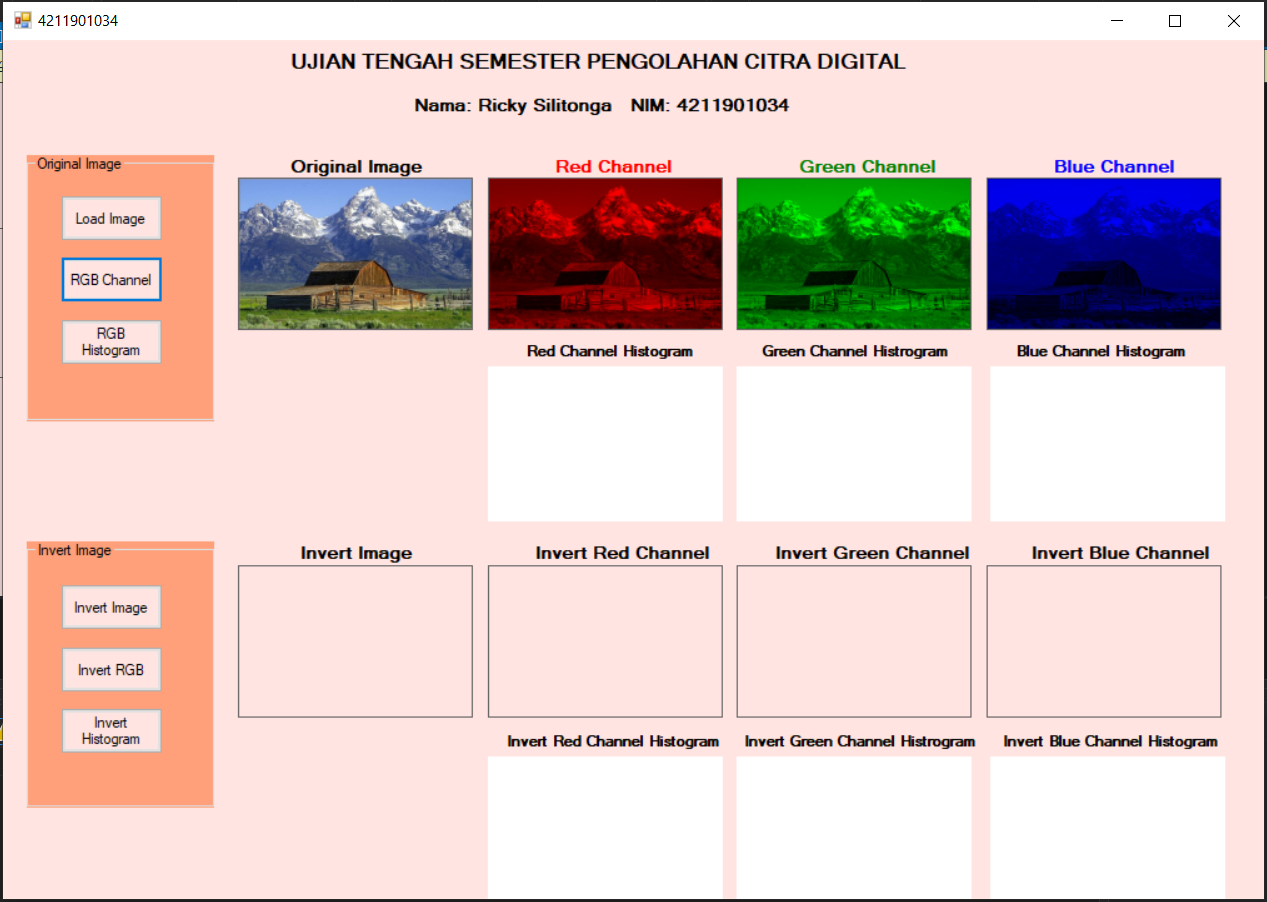 4211901034
UJIAN TENGAH SEMESTER PENGOLAHAN CITRA DIGITAL
Nama: Ricky Silitonga NIM: 4211901034
Original Image
Load Image
RGB Channel
RGB
Histogram
Original Image
Red Channel
Green Channel
Blue Channel
Red Channel Histogram
Green Channel Histrogram
Blue Channel Histogram
Invert Image
Invert Image
Invert RGB
Invert
Histogram
Invert Image
Invert Red Channel
Invert Green Channel
Invert Blue Channel
Invert Red Channel Histogram
Invert Green Channel Histrogram
Invert Blue Channel Histogram